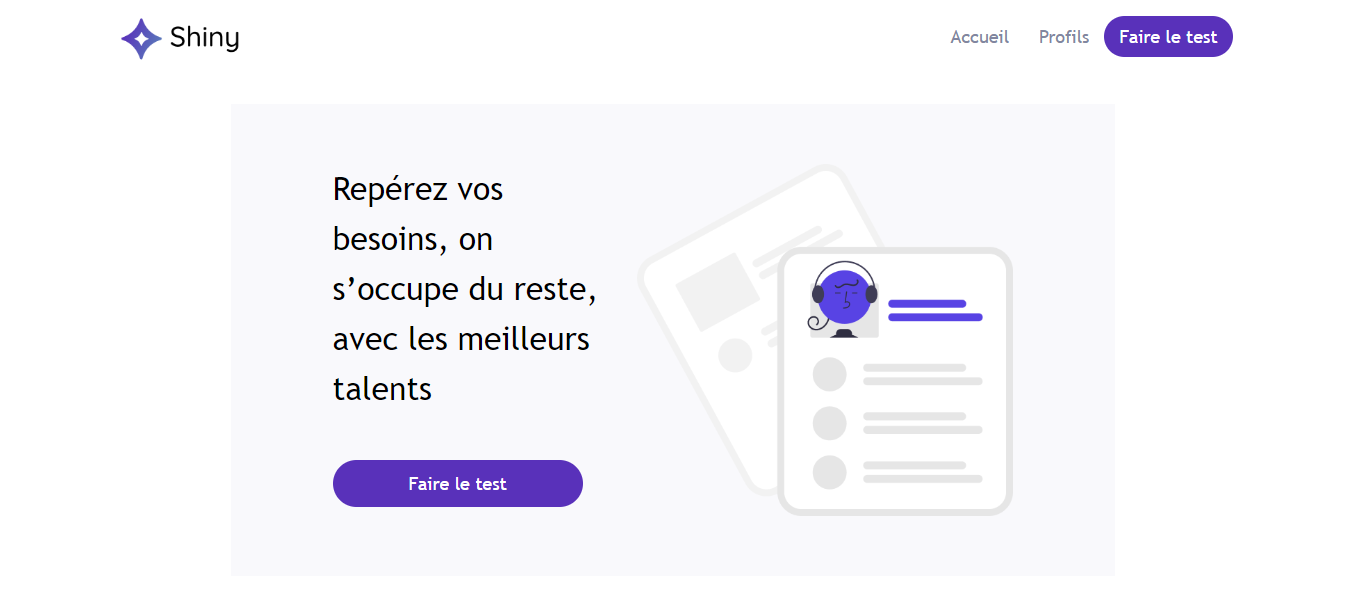 Shiny
Accueil
Profils
Faire le test
Repérez vos
besoins, on
s’occupe du reste,
avec les meilleurs
talents
Faire le test